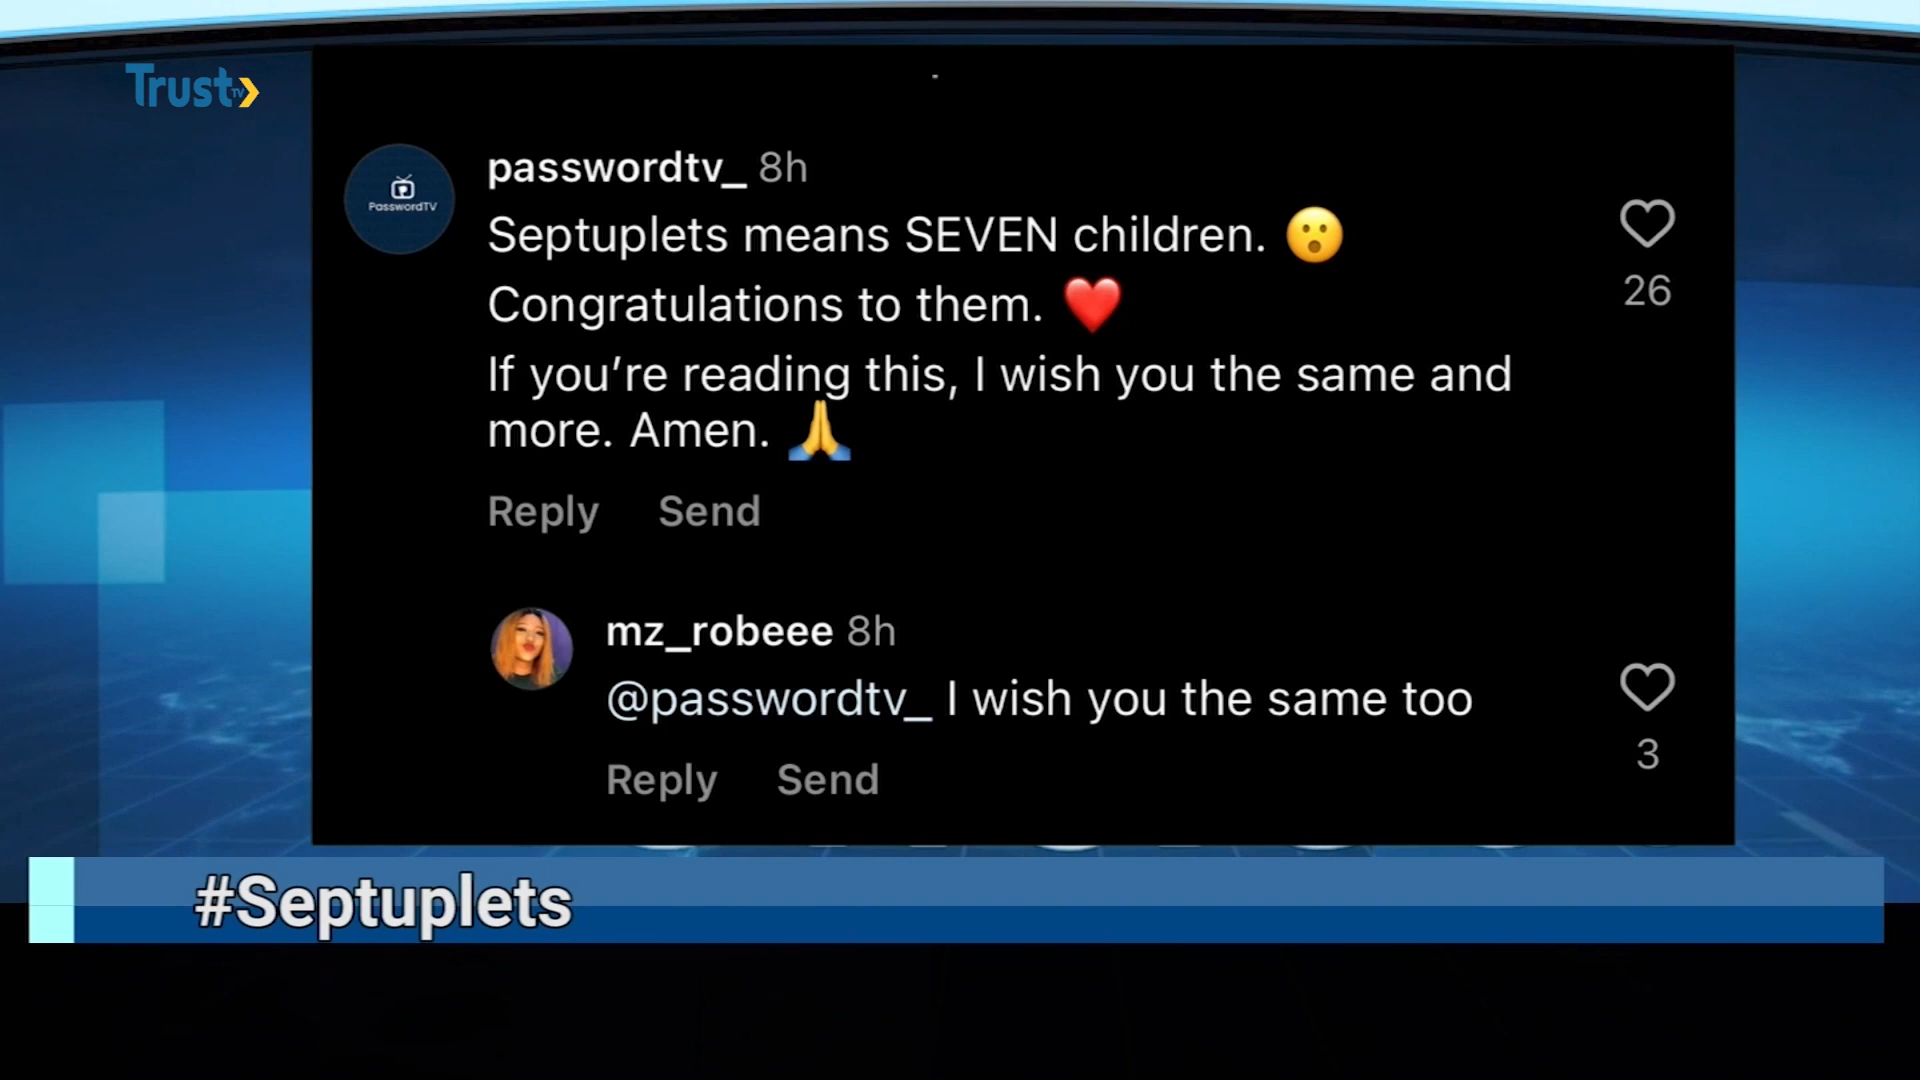 Trust TV
passwordtv_ 8h
PasswordTV
Septuplets means SEVEN children. 😮
Congratulations to them. ❤️
26
If you’re reading this, I wish you the same and
more. Amen. 🙏
Reply Send
mz_robeee 8h
@passwordtv_ I wish you the same too
3
Reply Send
#Septuplets